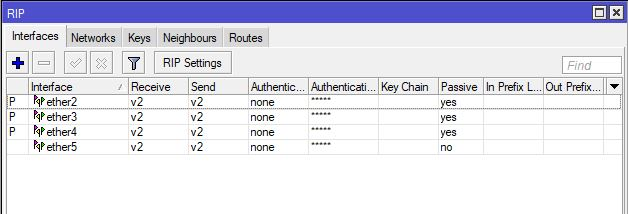 RIP
Interfaces Networks Keys Neighbours Routes
RIP Settings Find
Interface Receive Send Authentic... Authenticati... Key Chain Passive In Prefix L... Out Prefix...
P ether2 v2 v2 none ***** yes
P ether3 v2 v2 none ***** yes
P ether4 v2 v2 none ***** yes
ether5 v2 v2 none ***** no